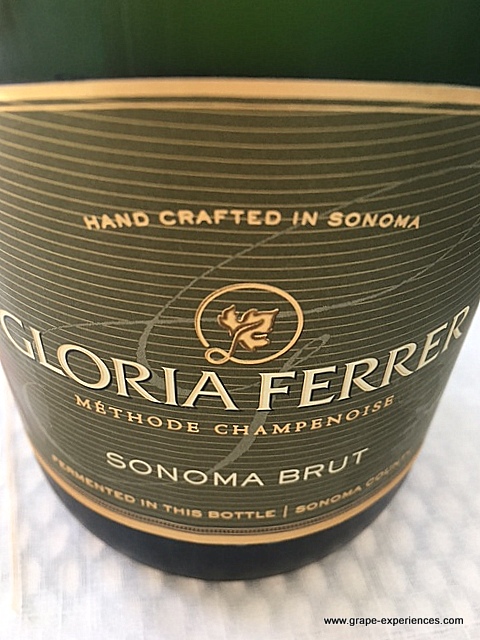 HAND CRAFTED IN SONOMA
GLORIA FERRER
MÉTHODE CHAMPENOISE
SONOMA BRUT
FERMENTED IN THIS BOTTLE | SONOMA COUNTY
www.grape-experiences.com